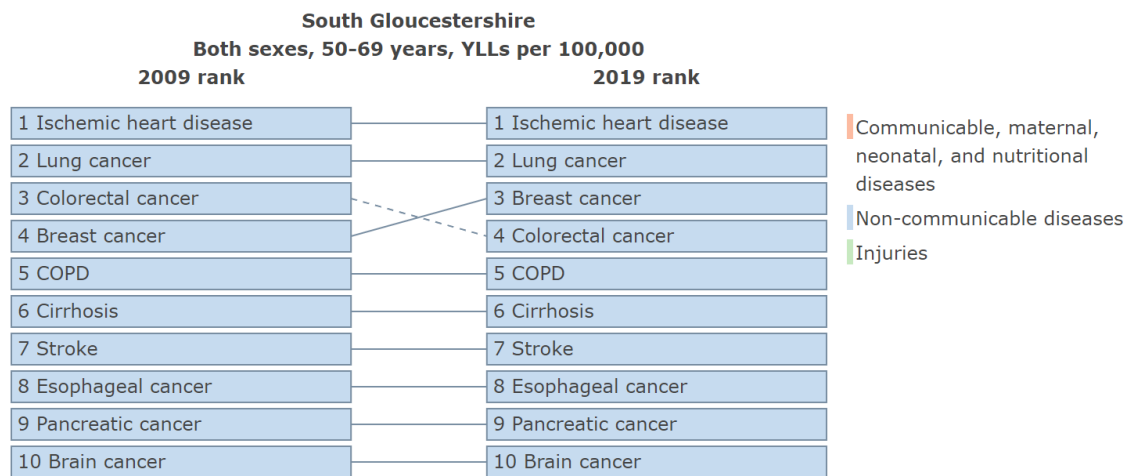 South Gloucestershire
Both sexes, 50-69 years, YLLs per 100,000
2009 rank
2019 rank
1 Ischemic heart disease
2 Lung cancer
3 Colorectal cancer
4 Breast cancer
5 COPD
6 Cirrhosis
7 Stroke
8 Esophageal cancer
9 Pancreatic cancer
10 Brain cancer
1 Ischemic heart disease
2 Lung cancer
3 Breast cancer
4 Colorectal cancer
5 COPD
6 Cirrhosis
7 Stroke
8 Esophageal cancer
9 Pancreatic cancer
10 Brain cancer
Communicable, maternal,
neonatal, and nutritional
diseases
Non-communicable diseases
Injuries